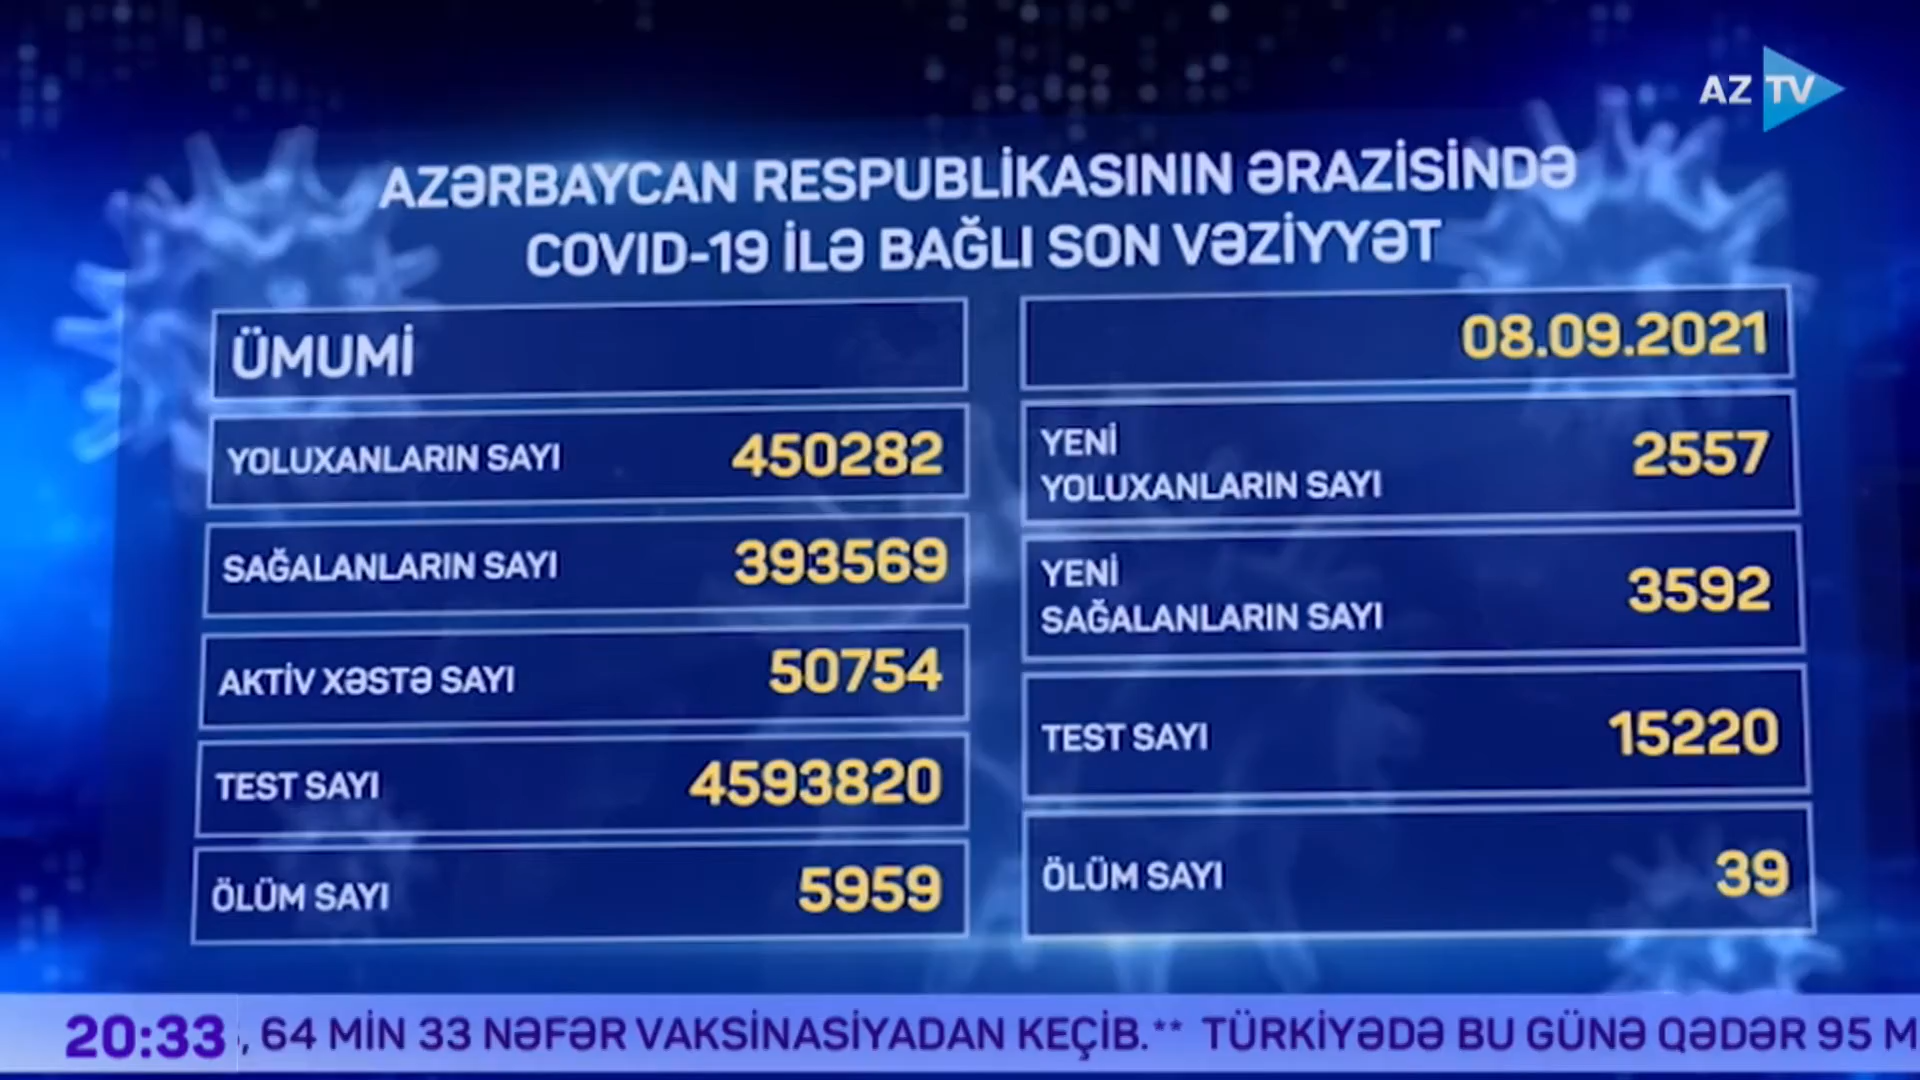 AZ TV
AZƏRBAYCAN RESPUBLİKASININ ƏRAZİSİNDƏ
COVID-19 İLƏ BAĞLI SON VƏZİYYƏT
ÜMUMİ
YOLUXANLARIN SAYI 450282
SAĞALANLARIN SAYI 393569
AKTİV XƏSTƏ SAYI 50754
TEST SAYI 4593820
ÖLÜM SAYI 5959
08.09.2021
YENİ
YOLUXANLARIN SAYI 2557
YENİ
SAĞALANLARIN SAYI 3592
TEST SAYI 15220
ÖLÜM SAYI 39
20:33 , 64 MİN 33 NƏFƏR VAKSİNASİYADAN KEÇİB.** TÜRKİYƏDƏ BU GÜNƏ QƏDƏR 95 M